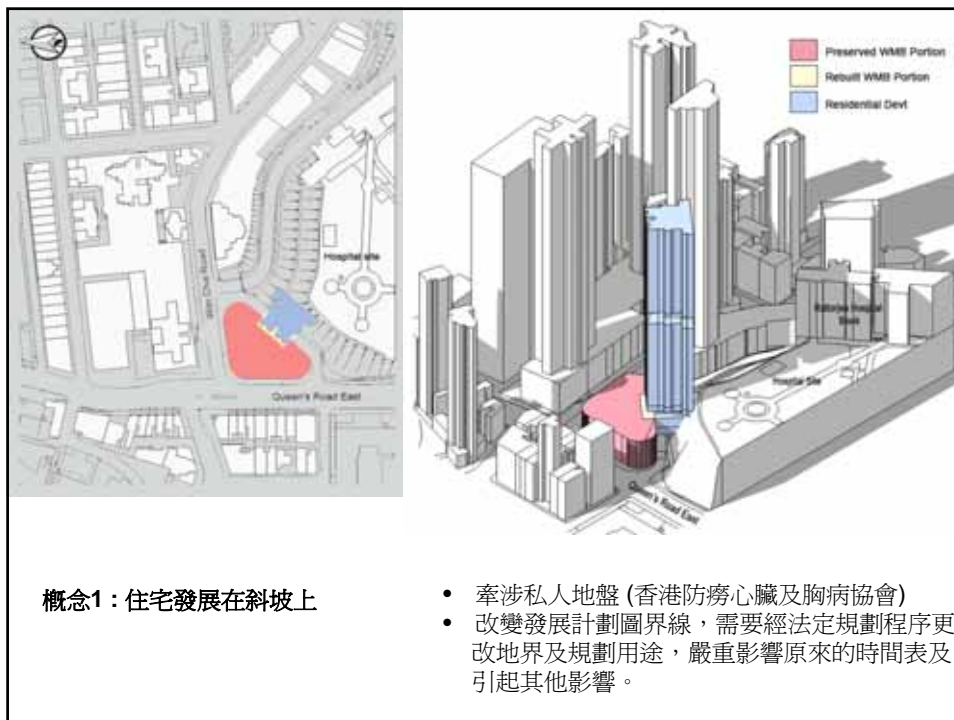 Preserved WMB Portion
Rebuilt WMB Portion
Residential Devt
Hospital site
Queen's Road East
Hospital Site
Queen's Road East
概念1 : 住宅發展在斜坡上
• 牽涉私人地盤 (香港防癆心臟及胸病協會)
• 改變發展計劃圖界線，需要經法定規劃程序更
改地界及規劃用途，嚴重影響原來的時間表及
引起其他影響。